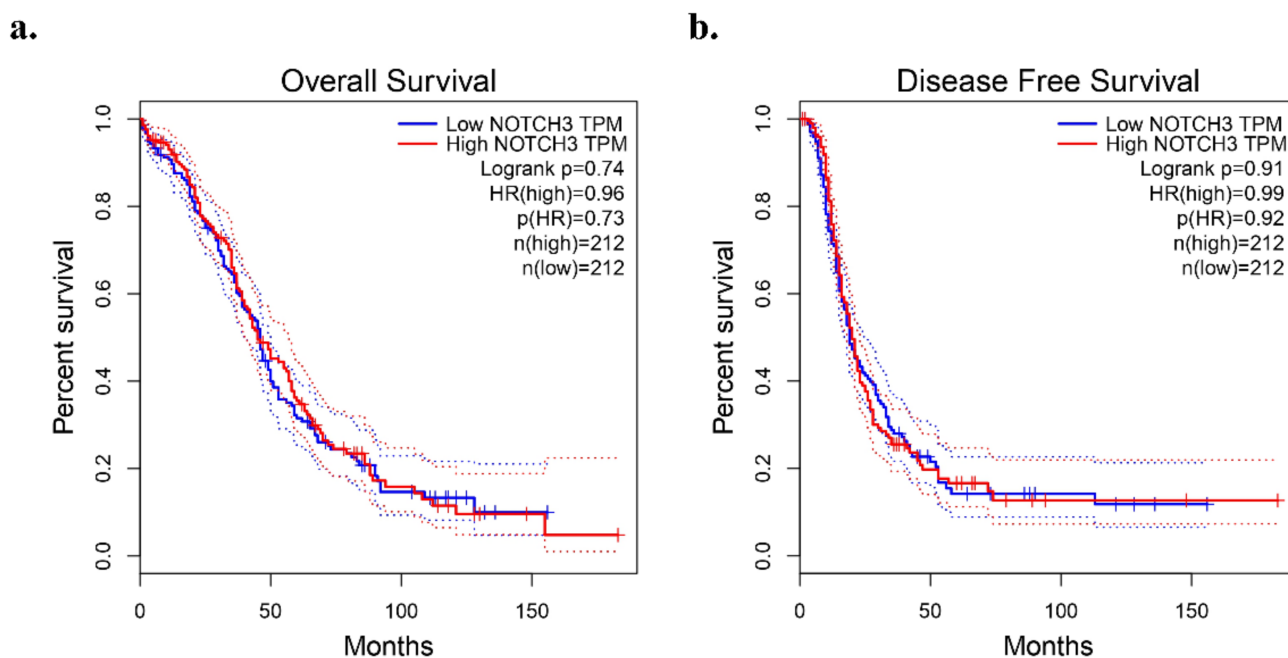 a.
Overall Survival
Low NOTCH3 TPM
High NOTCH3 TPM
Logrank p=0.74
HR(high)=0.96
p(HR)=0.73
n(high)=212
n(low)=212
Percent survival
1.0
0.8
0.6
0.4
0.2
0.0
0 50 100 150
Months
b.
Disease Free Survival
Low NOTCH3 TPM
High NOTCH3 TPM
Logrank p=0.91
HR(high)=0.99
p(HR)=0.92
n(high)=212
n(low)=212
Percent survival
1.0
0.8
0.6
0.4
0.2
0.0
0 50 100 150
Months